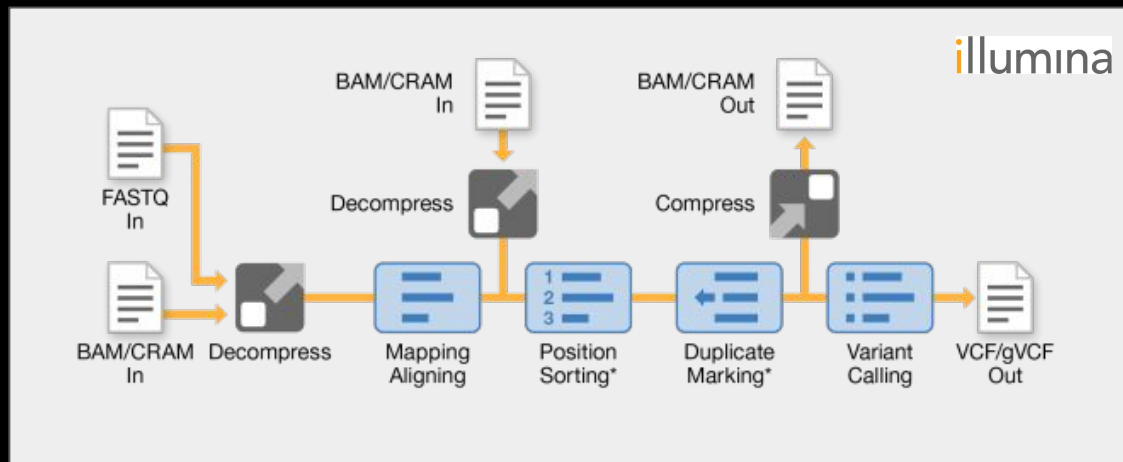 illumina
BAM/CRAM
In
BAM/CRAM
Out
FASTQ
In
Decompress
Compress
1
2
3
BAM/CRAM
In
Decompress
Mapping
Aligning
Position
Sorting*
Duplicate
Marking*
Variant
Calling
VCF/gVCF
Out